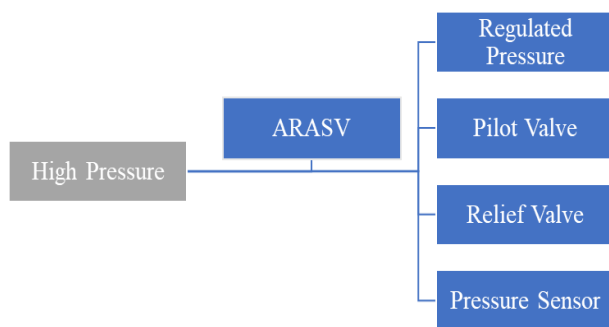 High Pressure
ARASV
Regulated
Pressure
Pilot Valve
Relief Valve
Pressure Sensor